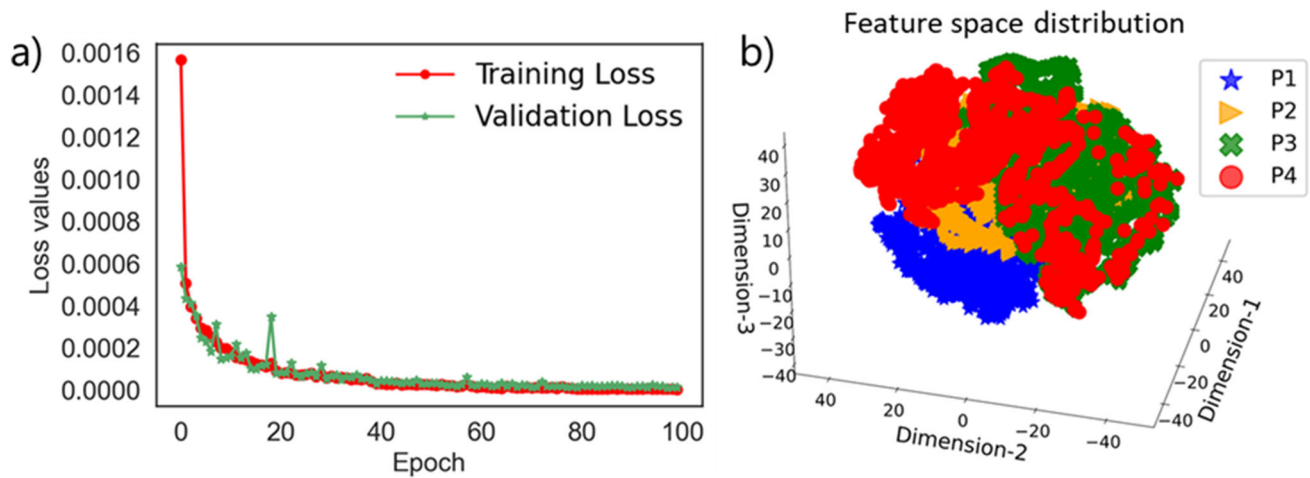 a)
0.0016
0.0014
0.0012
0.0010
0.0008
0.0006
0.0004
0.0002
0.0000
Loss values
Training Loss
Validation Loss
0 20 40 60 80 100
Epoch
b)
Feature space distribution
P1
P2
P3
P4
40
30
20
10
0
−10
−20
−30
−40
Dimension-3
40 20 0 −20 −40
Dimension-2
40
20
0
−20
−40
Dimension-1